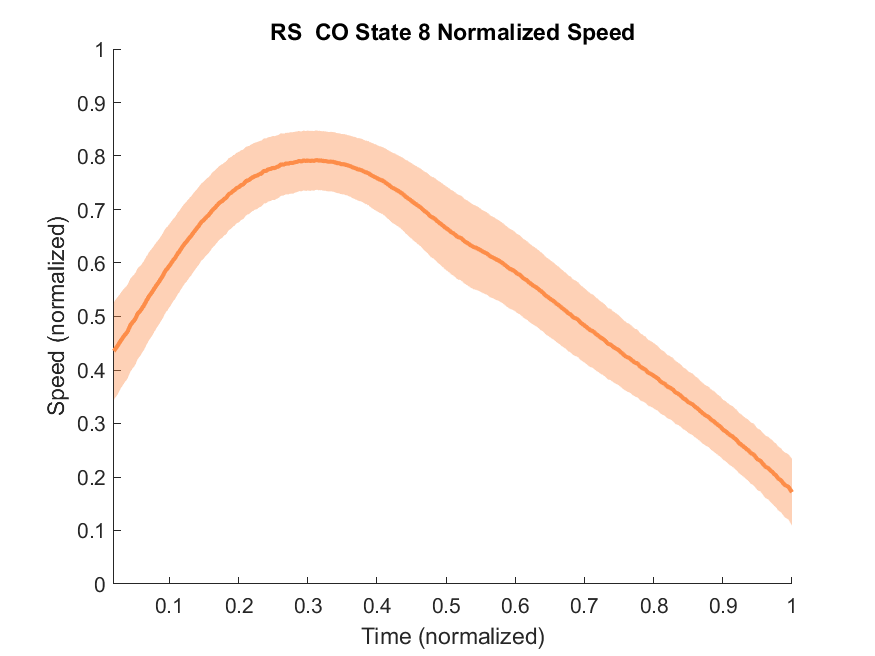 RS  CO State 8 Normalized Speed
1
0.9
0.8
0.7
0.6
0.5
0.4
0.3
0.2
0.1
0
Speed (normalized)
0.1 0.2 0.3 0.4 0.5 0.6 0.7 0.8 0.9 1
Time (normalized)